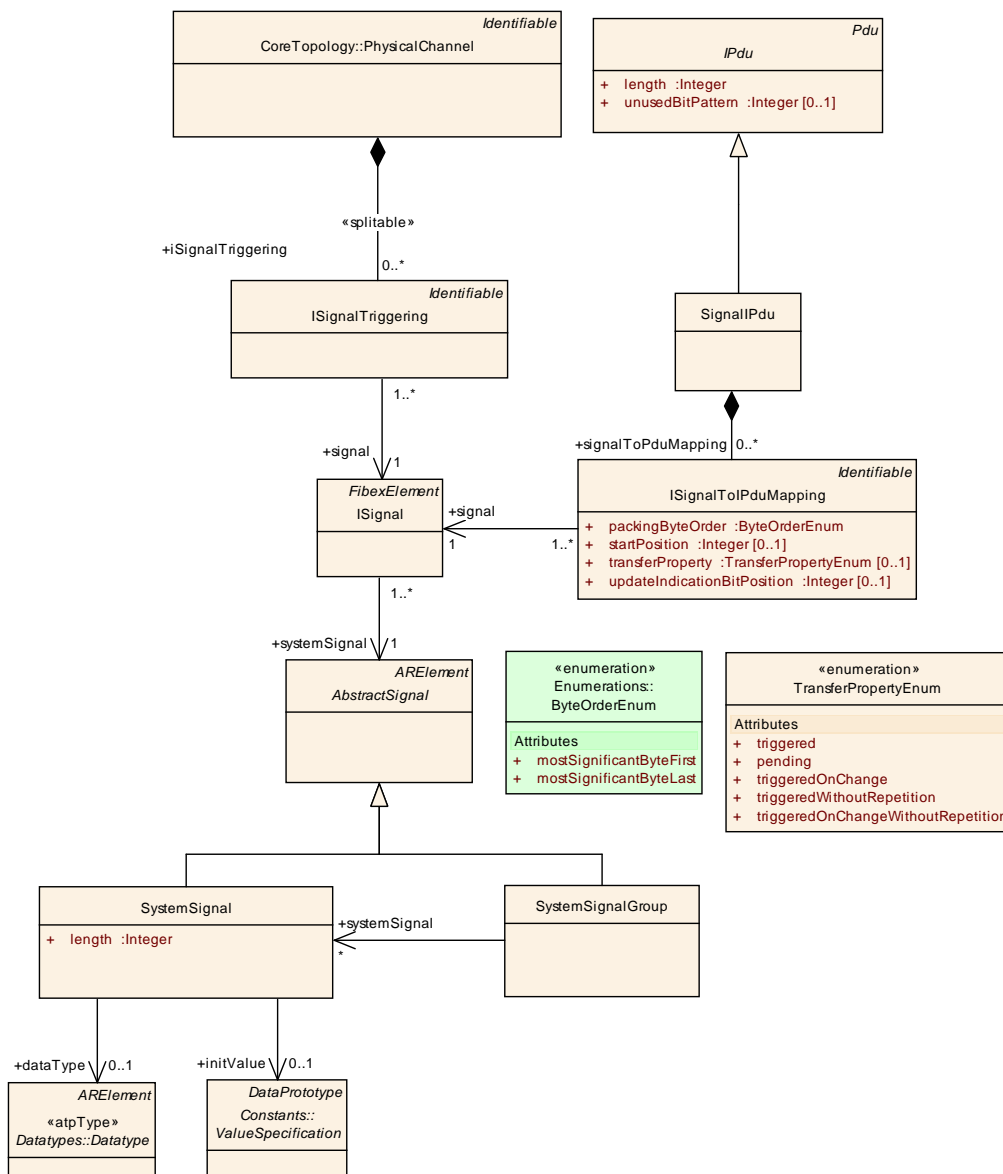 Identifiable
CoreTopology::PhysicalChannel
Pdu
IPdu
+ length :Integer
+ unusedBitPattern :Integer [0..1]
«splitable»
+iSignalTriggering
0..*
Identifiable
ISignalTriggering
SignalIPdu
1..*
+signal
1
+signalToPduMapping
0..*
FibexElement
ISignal
+signal
1
1..*
Identifiable
ISignalToIPduMapping
+ packingByteOrder :ByteOrderEnum
+ startPosition :Integer [0..1]
+ transferProperty :TransferPropertyEnum [0..1]
+ updateIndicationBitPosition :Integer [0..1]
1..*
+systemSignal
1
ARElement
AbstractSignal
«enumeration»
Enumerations::
ByteOrderEnum
Attributes
+ mostSignificantByteFirst
+ mostSignificantByteLast
«enumeration»
TransferPropertyEnum
Attributes
+ triggered
+ pending
+ triggeredOnChange
+ triggeredWithoutRepetition
+ triggeredOnChangeWithoutRepetition
SystemSignal
+ length :Integer
+systemSignal
*
SystemSignalGroup
+dataType
0..1
+initValue
0..1
ARElement
«atpType»
Datatypes::Datatype
DataPrototype
Constants::
ValueSpecification